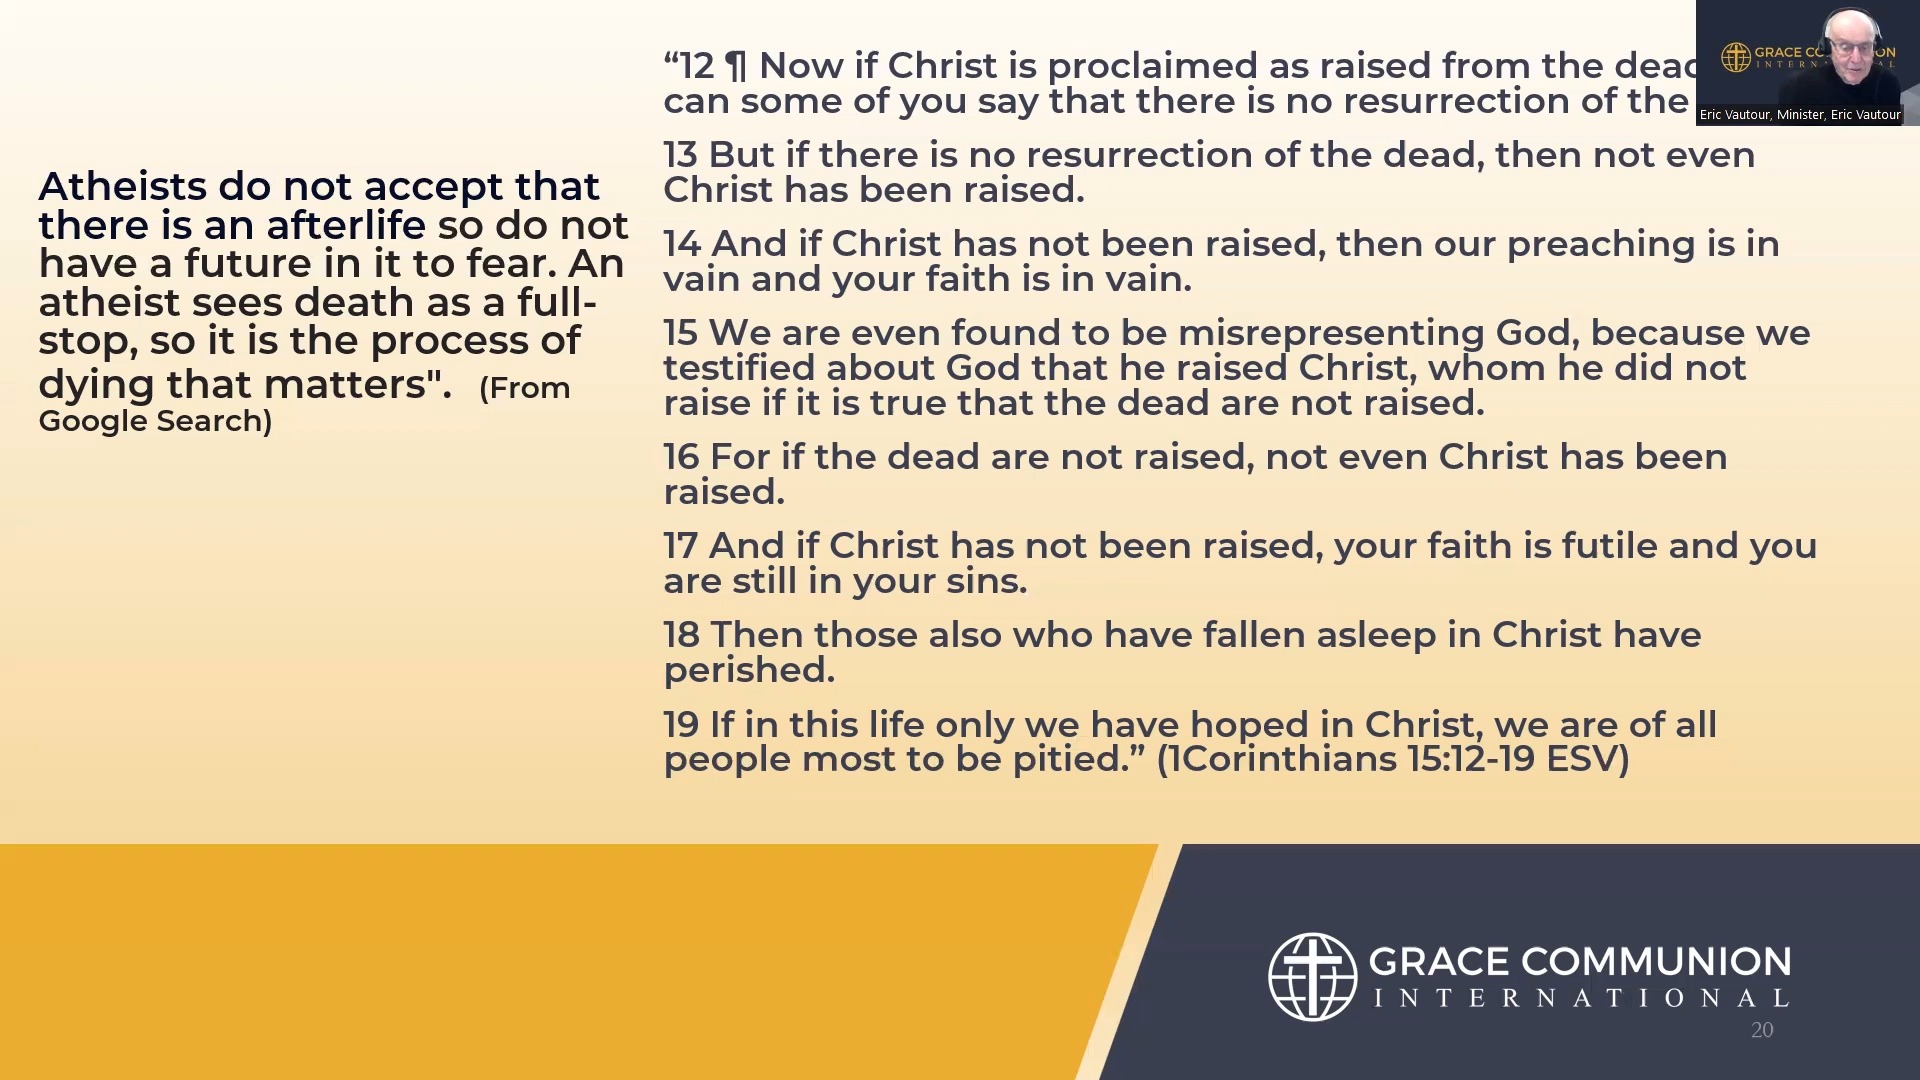 Atheists do not accept that
there is an afterlife so do not
have a future in it to fear. An
atheist sees death as a full-
stop, so it is the process of
dying that matters". (From
Google Search)
“12 ¶ Now if Christ is proclaimed as raised from the dead
can some of you say that there is no resurrection of the
13 But if there is no resurrection of the dead, then not even
Christ has been raised.
14 And if Christ has not been raised, then our preaching is in
vain and your faith is in vain.
15 We are even found to be misrepresenting God, because we
testified about God that he raised Christ, whom he did not
raise if it is true that the dead are not raised.
16 For if the dead are not raised, not even Christ has been
raised.
17 And if Christ has not been raised, your faith is futile and you
are still in your sins.
18 Then those also who have fallen asleep in Christ have
perished.
19 If in this life only we have hoped in Christ, we are of all
people most to be pitied.” (1Corinthians 15:12-19 ESV)
GRACE
Eric Vautour, Minister, Eric Vautour
GRACE COMMUNION
INTERNATIONAL
20